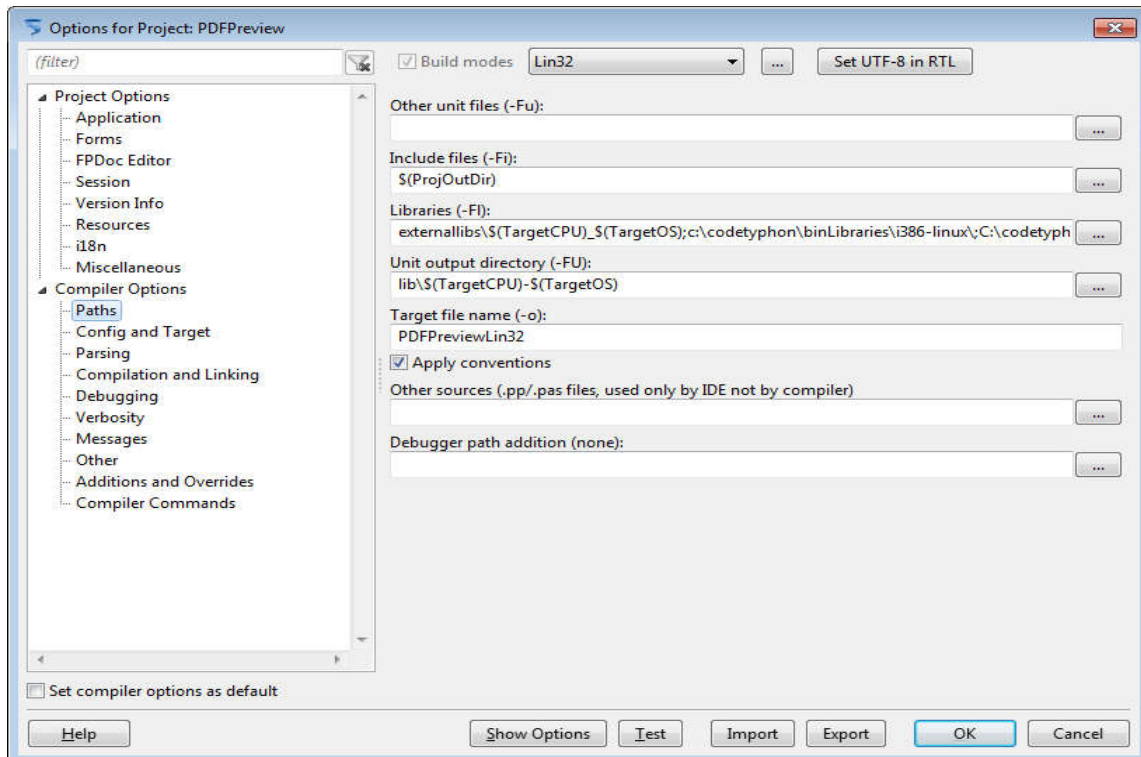 Options for Project: PDFPreview
(filter)
Build modes Lin32 ... Set UTF-8 in RTL
Project Options
Application
Forms
FPDoc Editor
Session
Version Info
Resources
i18n
Miscellaneous
Compiler Options
Paths
Config and Target
Parsing
Compilation and Linking
Debugging
Verbosity
Messages
Other
Additions and Overrides
Compiler Commands
Other unit files (-Fu):
...
Include files (-Fi):
$(ProjOutDir)
...
Libraries (-Fl):
externallibs\$(TargetCPU)_$(TargetOS);c:\codetyphon\binLibraries\i386-linux\;C:\codetyph
...
Unit output directory (-FU):
lib\$(TargetCPU)-$(TargetOS)
...
Target file name (-o):
PDFPreviewLin32
Apply conventions
Other sources (.pp/.pas files, used only by IDE not by compiler)
...
Debugger path addition (none):
...
Set compiler options as default
Help Show Options Test Import Export OK Cancel